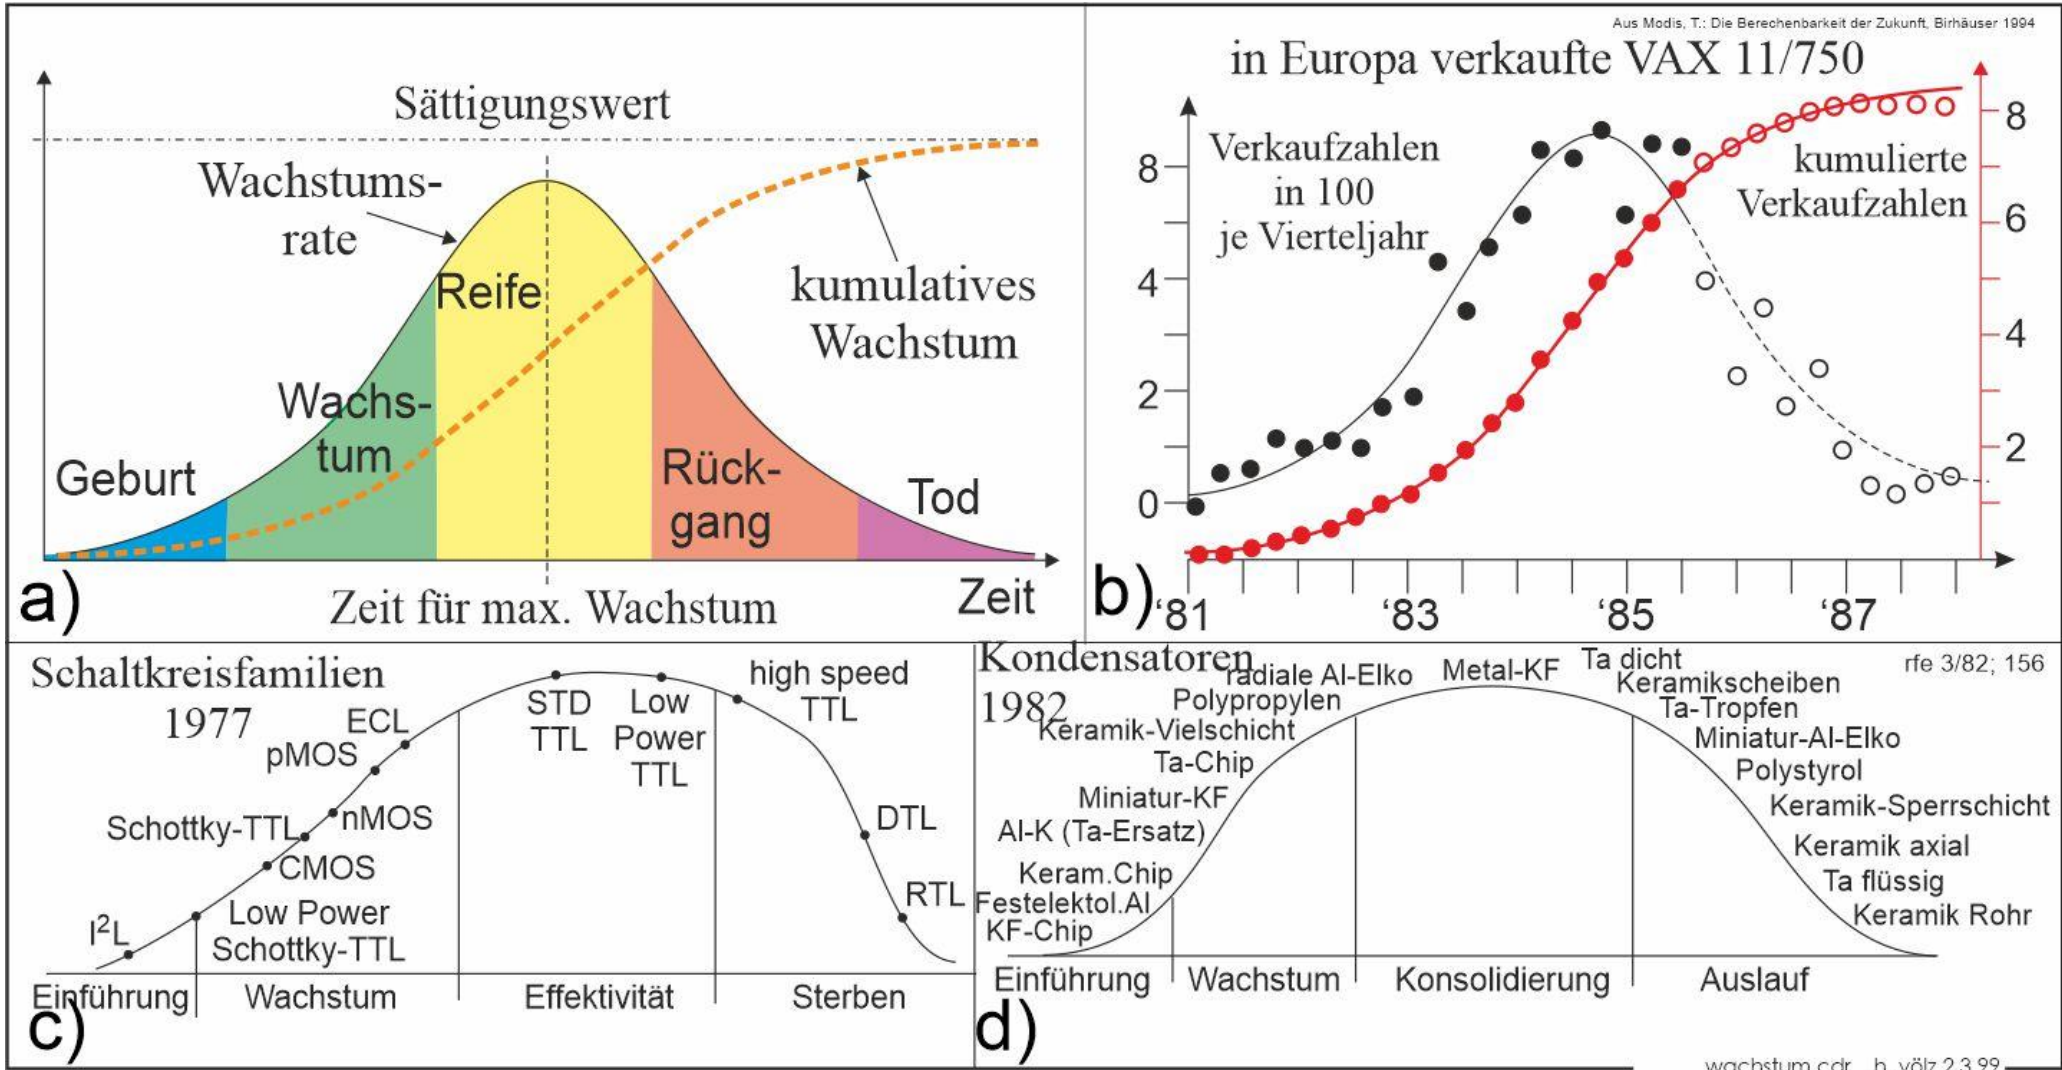 Sättigungswert
Wachstums-
rate
Reife
kumulatives
Wachstum
Wachs-
tum
Geburt
Rück-
gang
Tod
Zeit
a)
Zeit für max. Wachstum
Aus Modis, T.: Die Berechenbarkeit der Zukunft, Birhäuser 1994
in Europa verkaufte VAX 11/750
Verkaufzahlen
in 100
je Vierteljahr
kumulierte
Verkaufzahlen
8
4
2
0
8
6
4
2
b)
‘81 ‘83 ‘85 ‘87
Schaltkreisfamilien
1977
ECL
pMOS
nMOS
Schottky-TTL
CMOS
Low Power
Schottky-TTL
I²L
STD
TTL
Low
Power
TTL
high speed
TTL
DTL
RTL
Einführung Wachstum Effektivität Sterben
c)
Kondensatoren
1982
rfe 3/82; 156
radiale Al-Elko
Polypropylen
Keramik-Vielschicht
Ta-Chip
Miniatur-KF
Al-K (Ta-Ersatz)
Keram.Chip
Festelektol.Al
KF-Chip
Metal-KF
Ta dicht
Keramikscheiben
Ta-Tropfen
Miniatur-Al-Elko
Polystyrol
Keramik-Sperrschicht
Keramik axial
Ta flüssig
Keramik Rohr
Einführung Wachstum Konsolidierung Auslauf
d)
wachstum.cdr h. völz 2.3.99